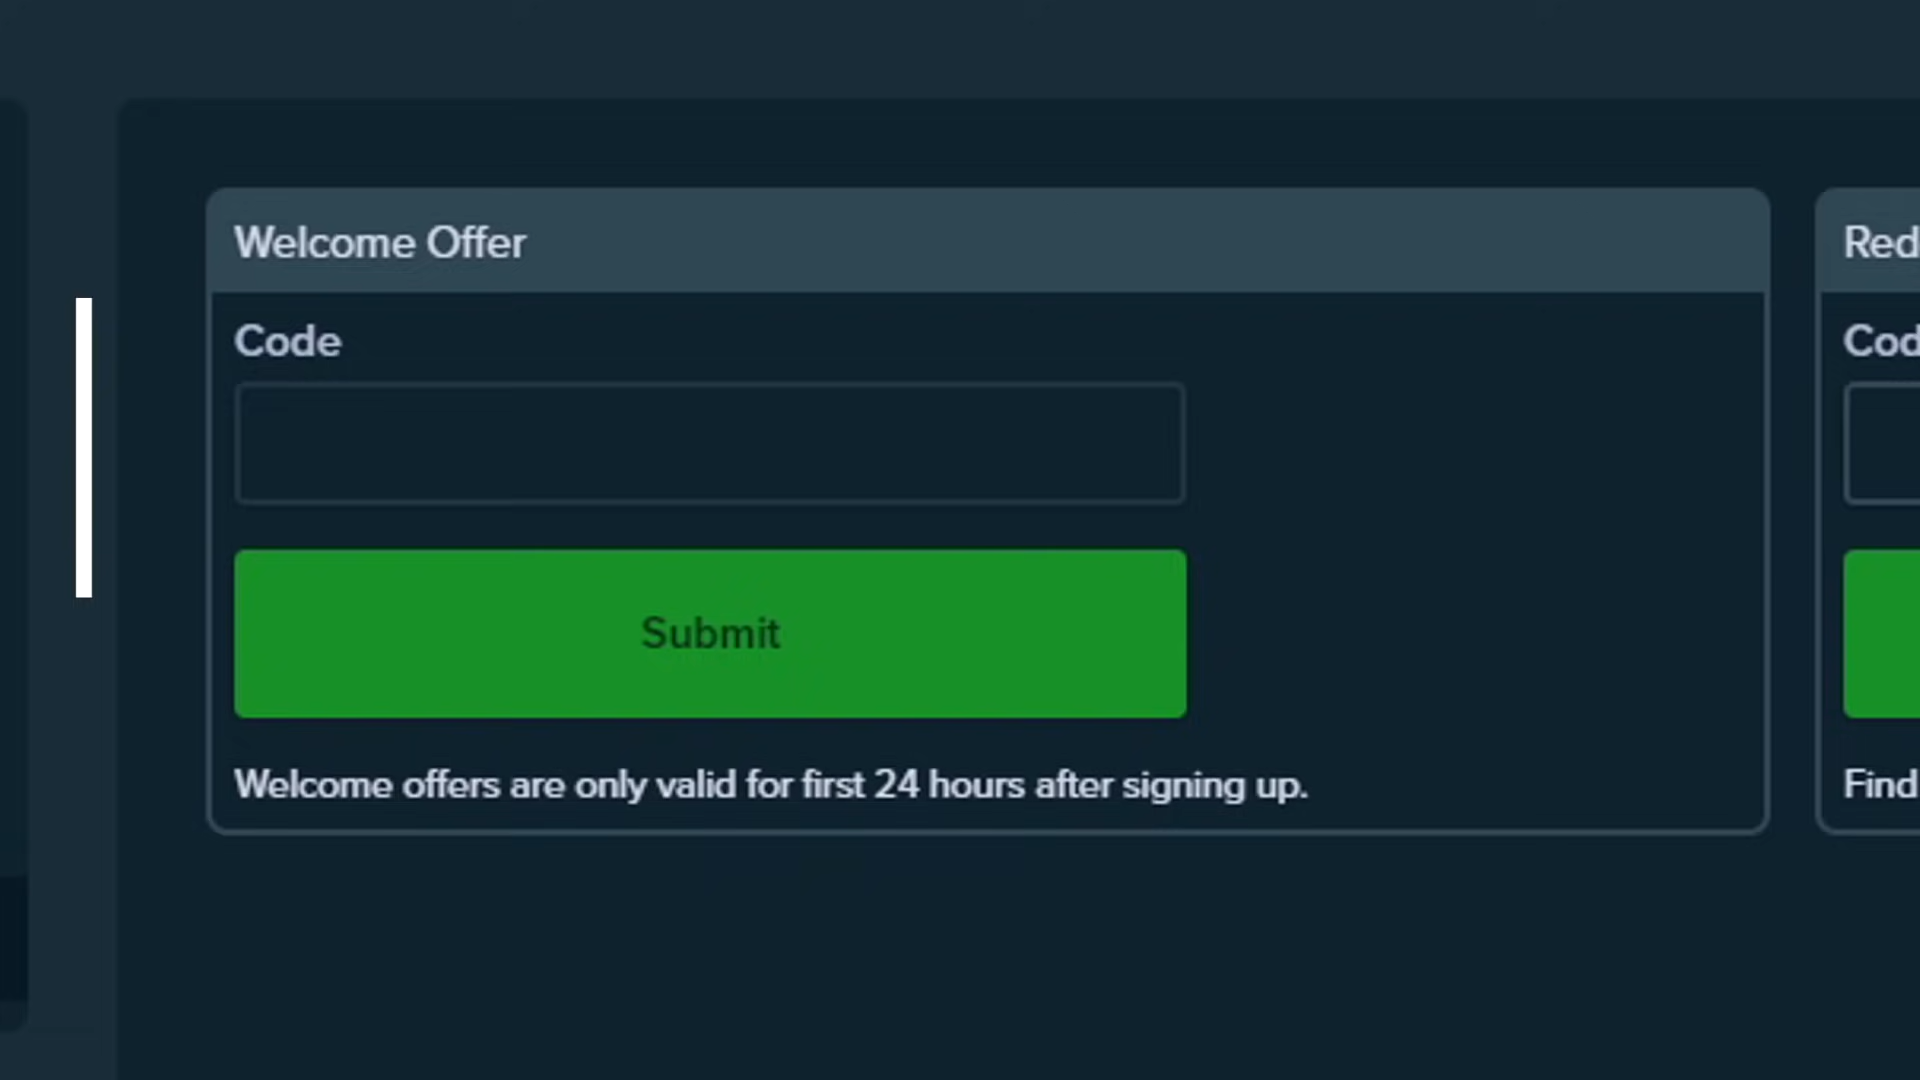 Welcome Offer
Code
Submit
Welcome offers are only valid for first 24 hours after signing up.
Red
Cod
Find